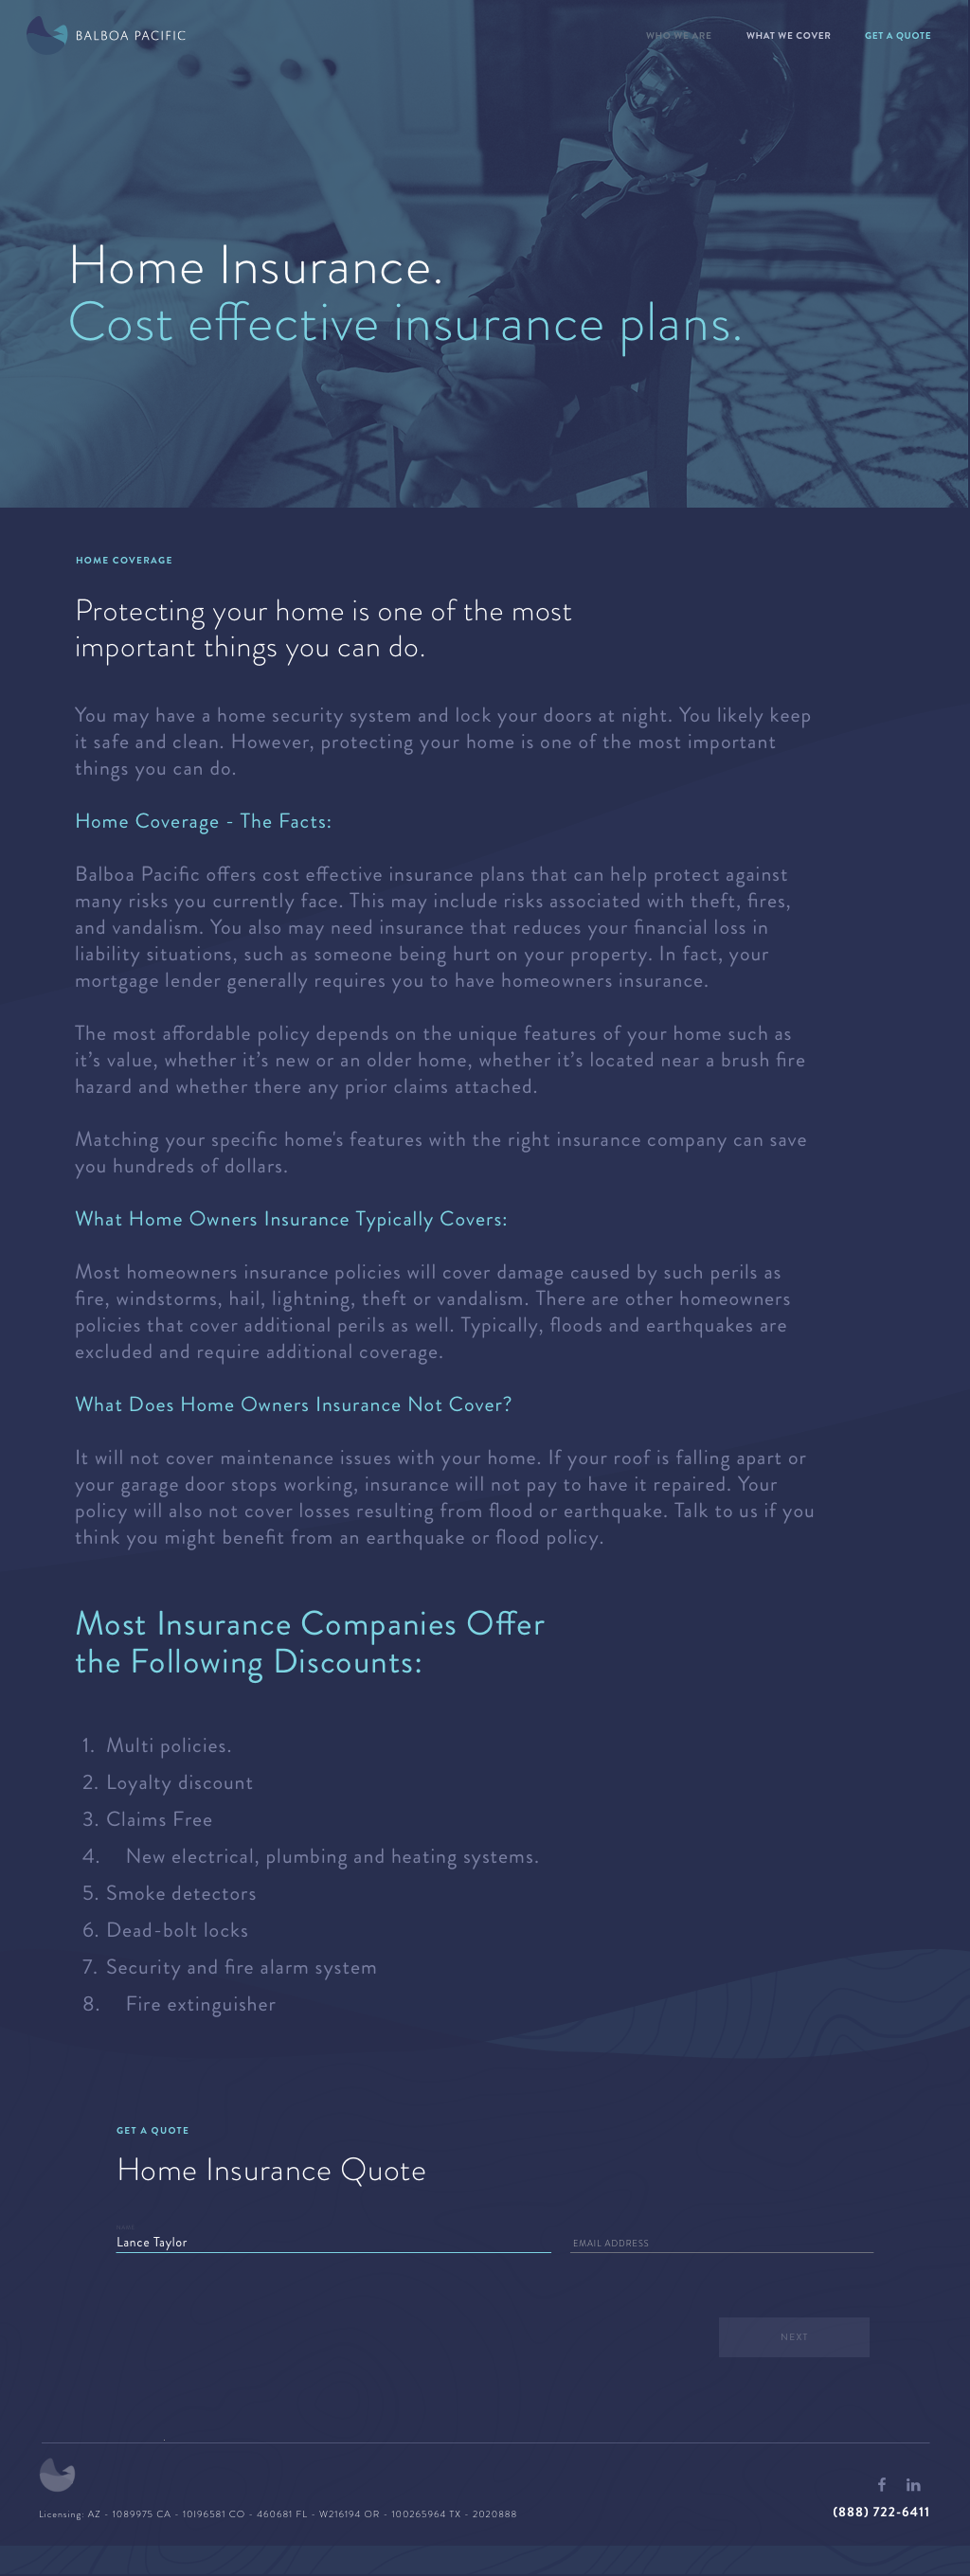 BALBOA PACIFIC
WHO WE ARE
WHAT WE COVER
GET A QUOTE
Home Insurance.
Cost effective insurance plans.
HOME COVERAGE
Protecting your home is one of the most
important things you can do.
You may have a home security system and lock your doors at night. You likely keep
it safe and clean. However, protecting your home is one of the most important
things you can do.
Home Coverage - The Facts:
Balboa Pacific offers cost effective insurance plans that can help protect against
many risks you currently face. This may include risks associated with theft, fires,
and vandalism. You also may need insurance that reduces your financial loss in
liability situations, such as someone being hurt on your property. In fact, your
mortgage lender generally requires you to have homeowners insurance.
The most affordable policy depends on the unique features of your home such as
it’s value, whether it’s new or an older home, whether it’s located near a brush fire
hazard and whether there any prior claims attached.
Matching your specific home's features with the right insurance company can save
you hundreds of dollars.
What Home Owners Insurance Typically Covers:
Most homeowners insurance policies will cover damage caused by such perils as
fire, windstorms, hail, lightning, theft or vandalism. There are other homeowners
policies that cover additional perils as well. Typically, floods and earthquakes are
excluded and require additional coverage.
What Does Home Owners Insurance Not Cover?
It will not cover maintenance issues with your home. If your roof is falling apart or
your garage door stops working, insurance will not pay to have it repaired. Your
policy will also not cover losses resulting from flood or earthquake. Talk to us if you
think you might benefit from an earthquake or flood policy.
Most Insurance Companies Offer
the Following Discounts:
1. Multi policies.
2. Loyalty discount
3. Claims Free
4. New electrical, plumbing and heating systems.
5. Smoke detectors
6. Dead-bolt locks
7. Security and fire alarm system
8. Fire extinguisher
GET A QUOTE
Home Insurance Quote
NAME
Lance Taylor
EMAIL ADDRESS
NEXT
Licensing: AZ - 1089975 CA - 10I96581 CO - 460681 FL - W216194 OR - 100265964 TX - 2020888
(888) 722-6411